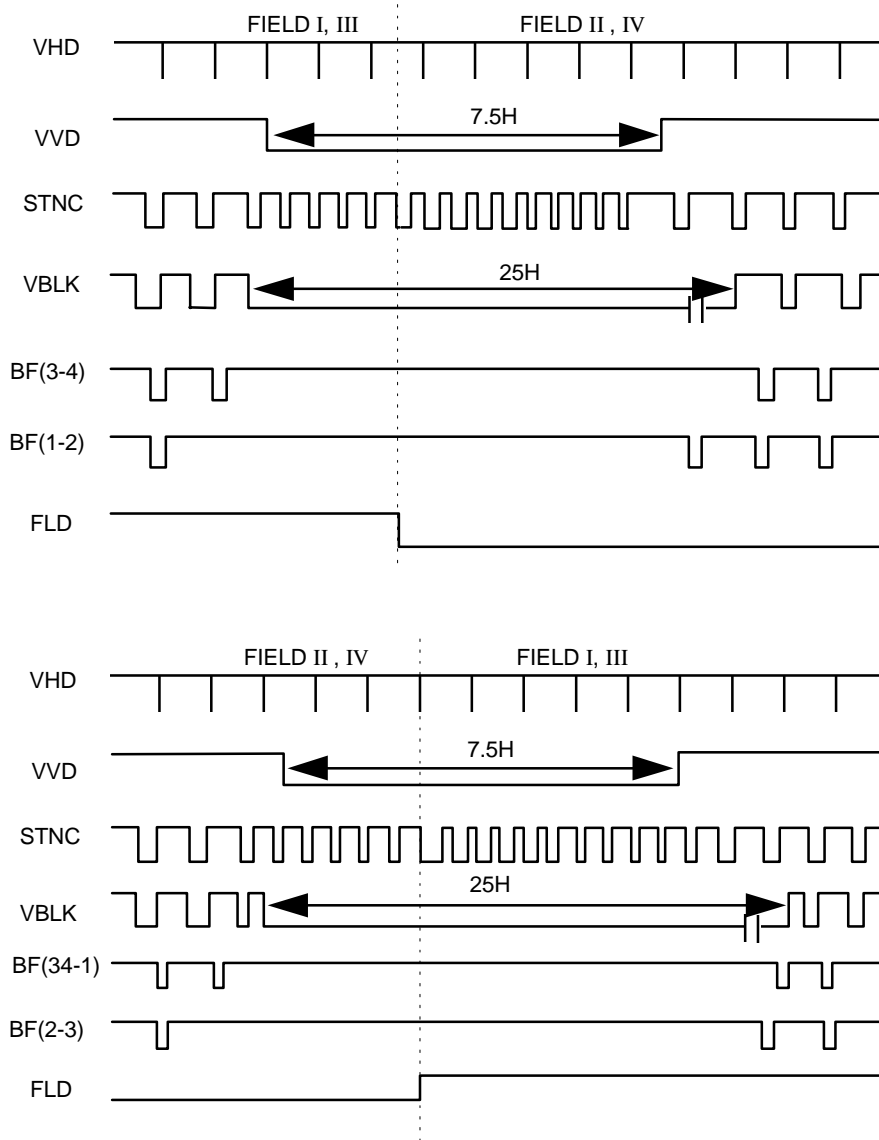 FIELD I, III FIELD II , IV
VHD
7.5H
VVD
STNC
25H
VBLK
BF(3-4)
BF(1-2)
FLD
FIELD II , IV FIELD I, III
VHD
7.5H
VVD
STNC
25H
VBLK
BF(34-1)
BF(2-3)
FLD